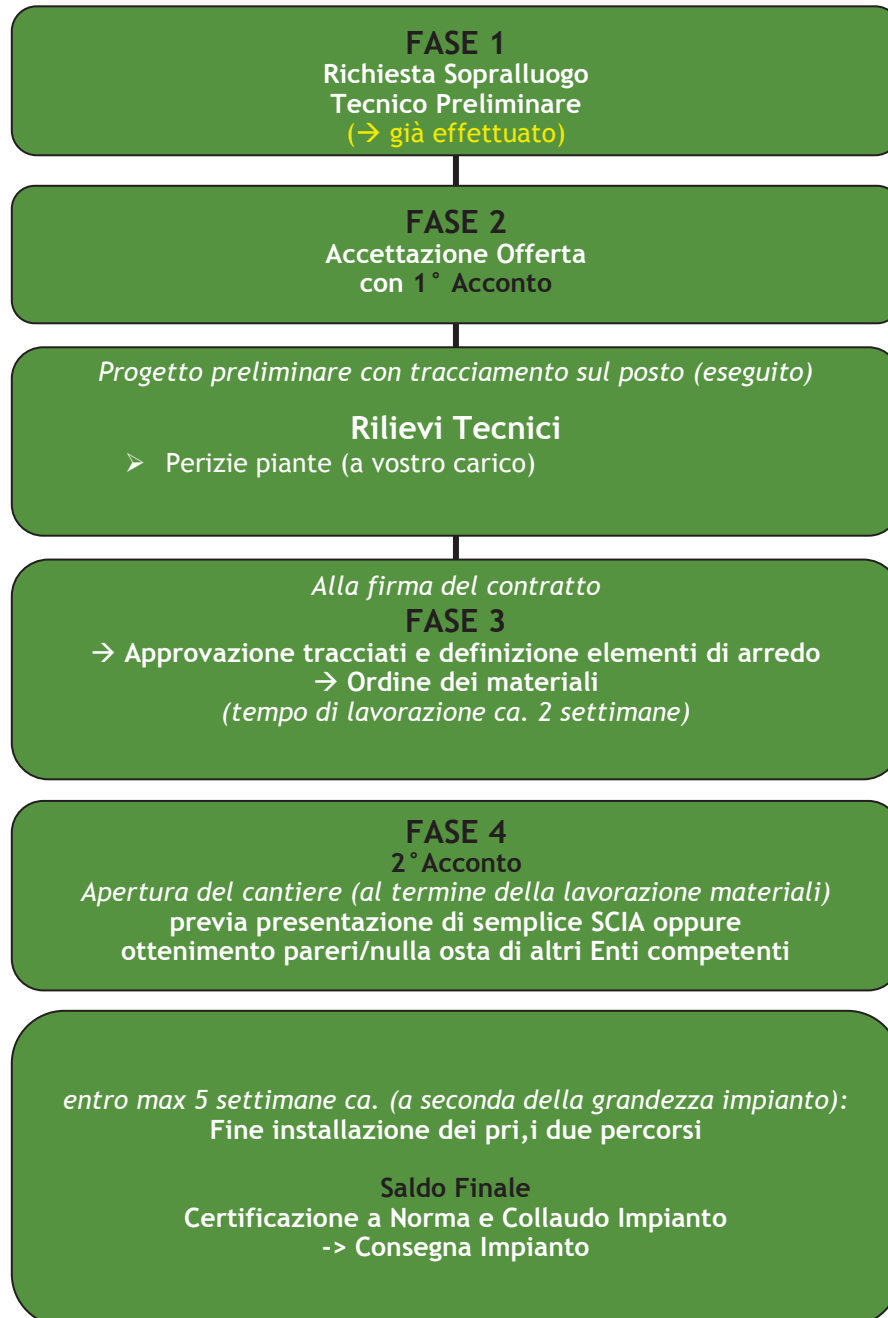 FASE 1
Richiesta Sopralluogo
Tecnico Preliminare
(→ già effettuato)
FASE 2
Accettazione Offerta
con 1° Acconto
Progetto preliminare con tracciamento sul posto (eseguito)
Rilievi Tecnici
➢ Perizie piante (a vostro carico)
Alla firma del contratto
FASE 3
→ Approvazione tracciati e definizione elementi di arredo
→ Ordine dei materiali
(tempo di lavorazione ca. 2 settimane)
FASE 4
2°Acconto
Apertura del cantiere (al termine della lavorazione materiali)
previa presentazione di semplice SCIA oppure
ottenimento pareri/nulla osta di altri Enti competenti
entro max 5 settimane ca. (a seconda della grandezza impianto):
Fine installazione dei pri,i due percorsi
Saldo Finale
Certificazione a Norma e Collaudo Impianto
-> Consegna Impianto